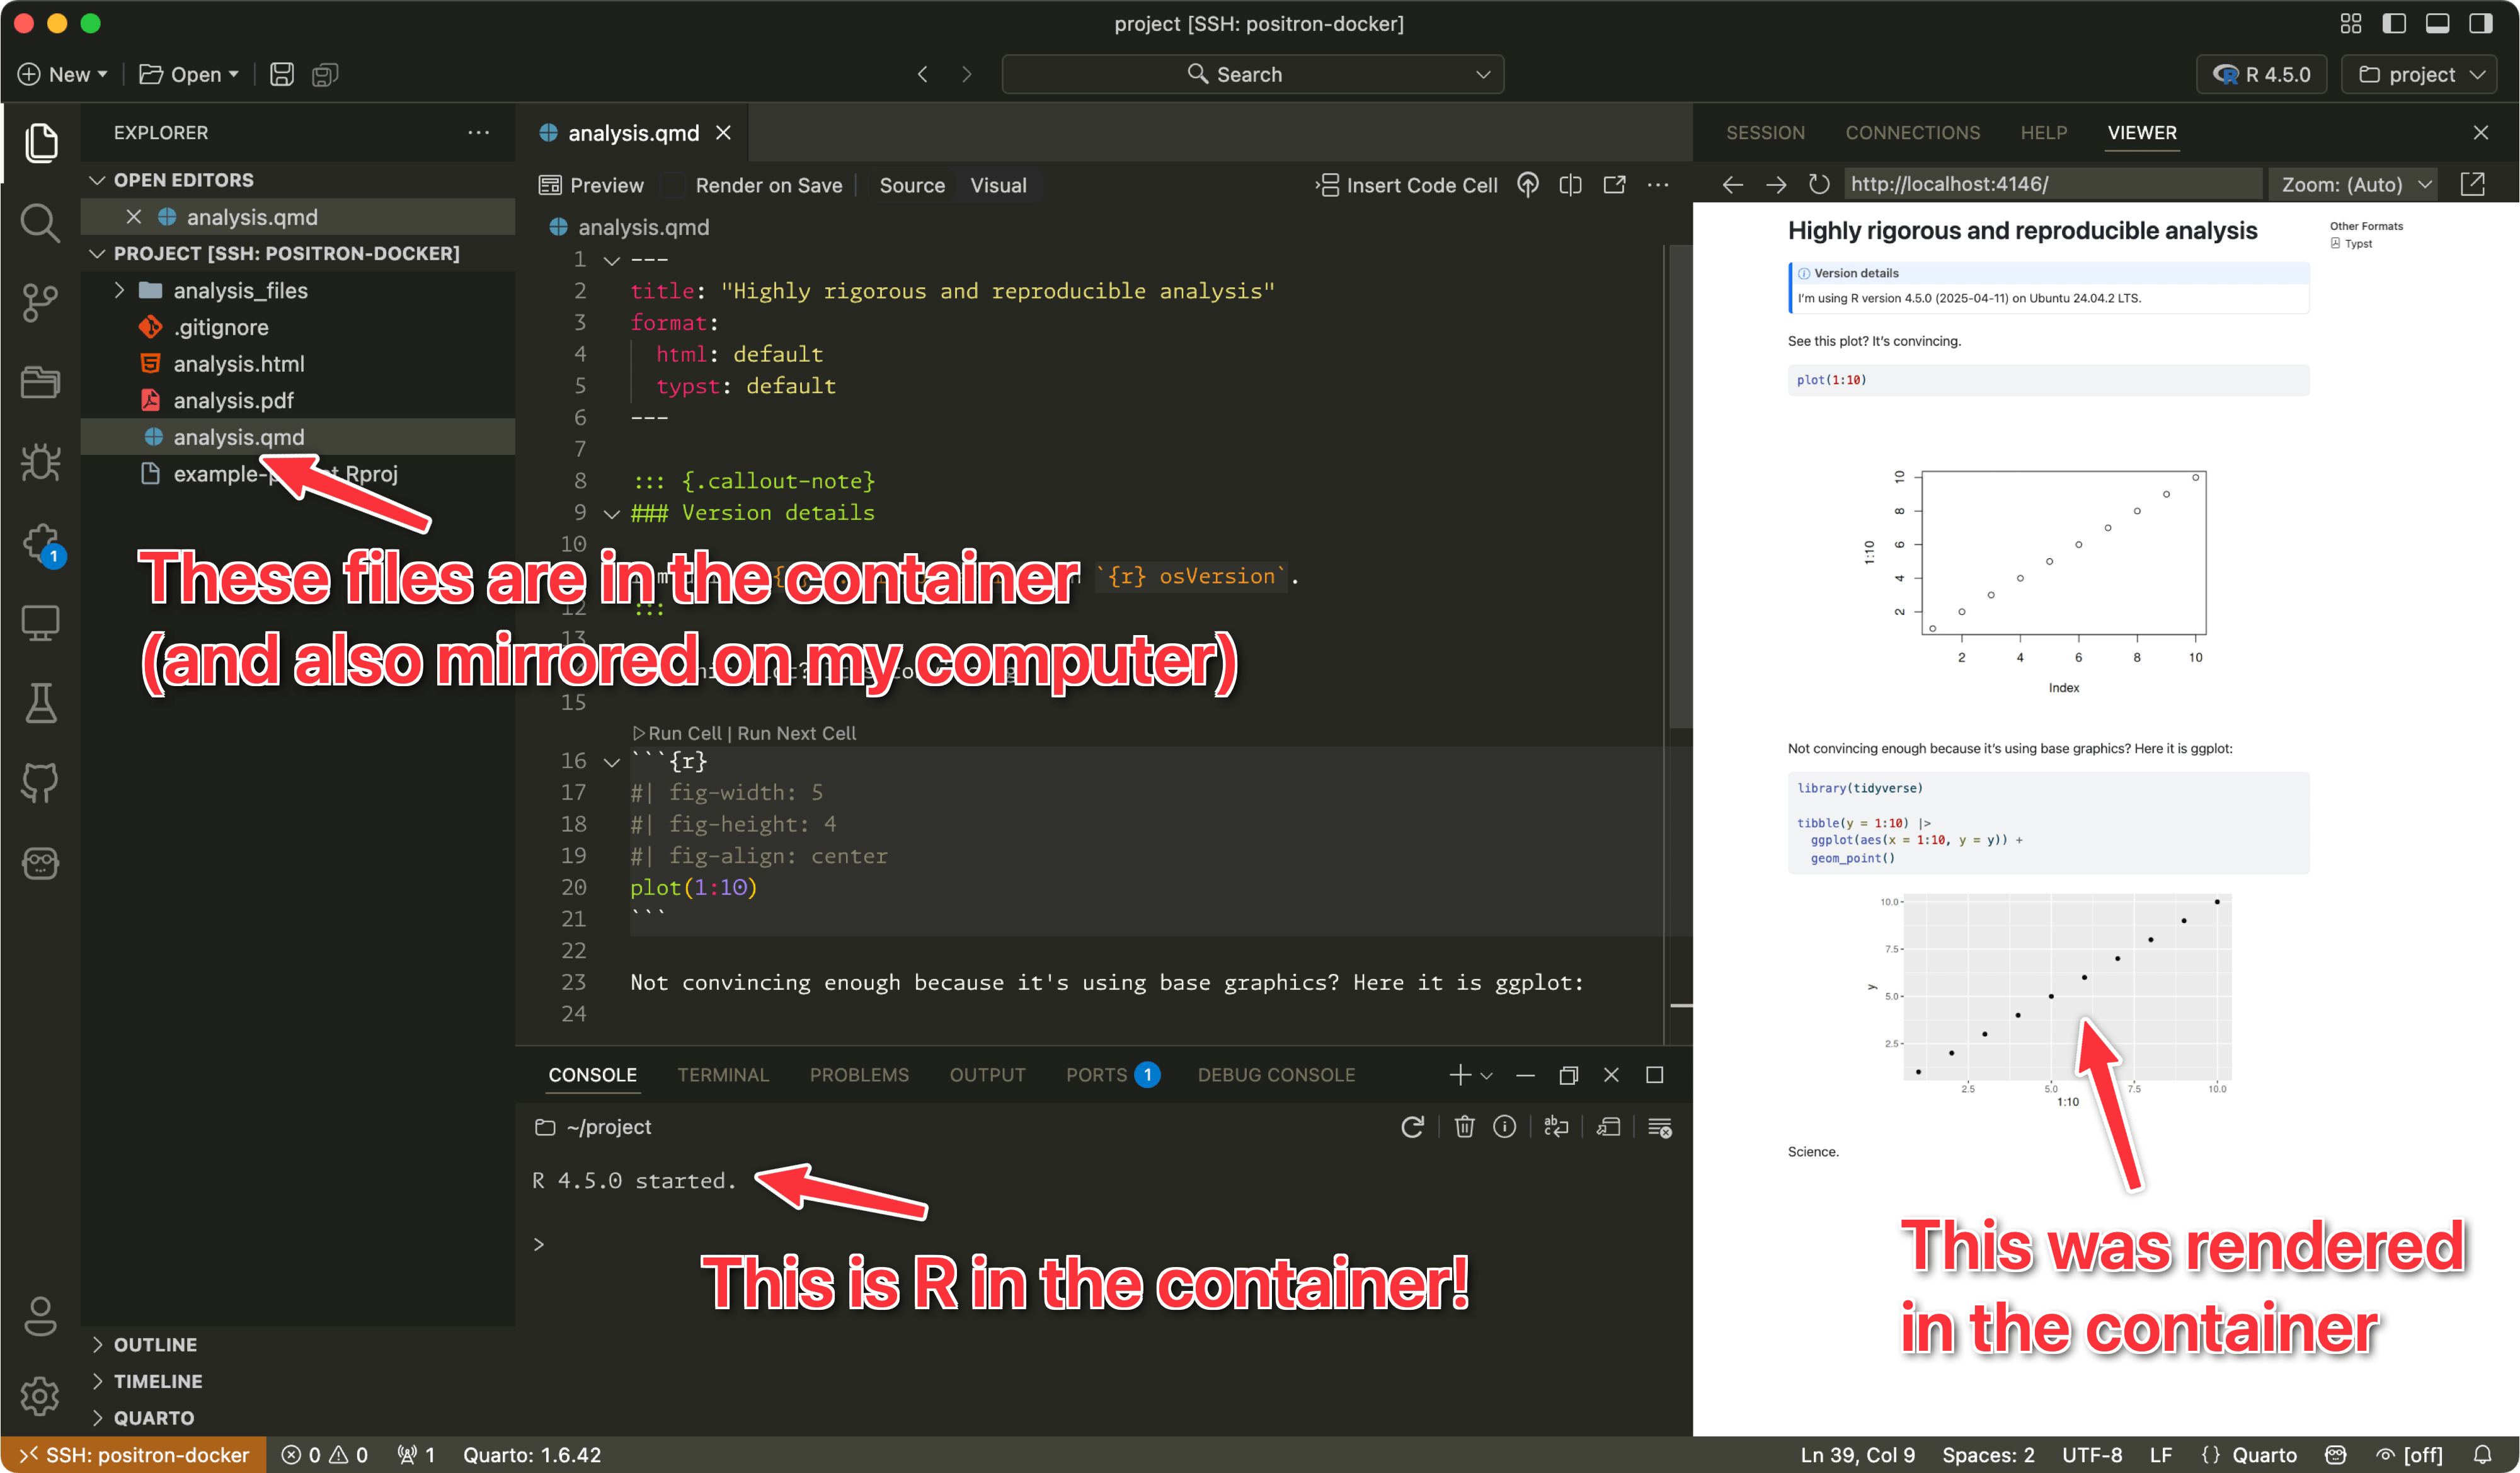 project [SSH: positron-docker]
New
Open
Search
R 4.5.0
project
EXPLORER
OPEN EDITORS
analysis.qmd
PROJECT [SSH: POSITRON-DOCKER]
analysis_files
.gitignore
analysis.html
analysis.pdf
analysis.qmd
Rproj
1
OUTLINE
TIMELINE
QUARTO
These files are in the container
(and also mirrored on my computer)
analysis.qmd
Preview
Render on Save
Source
Visual
Insert Code Cell
analysis.qmd
1 ---
2 title: "Highly rigorous and reproducible analysis"
3 format:
4 html: default
5 typst: default
6 ---
7
8 ::: {.callout-note}
9 ### Version details
10
`{r} osVersion`.
12 :::
13
15
Run Cell | Run Next Cell
16 ```{r}
17 #| fig-width: 5
18 #| fig-height: 4
19 #| fig-align: center
20 plot(1:10)
21 ```
22
23 Not convincing enough because it's using base graphics? Here it is ggplot:
24
CONSOLE
TERMINAL
PROBLEMS
OUTPUT
PORTS 1
DEBUG CONSOLE
~/project
R 4.5.0 started.
>
This is R in the container!
SESSION
CONNECTIONS
HELP
VIEWER
http://localhost:4146/
Zoom: (Auto)
Highly rigorous and reproducible analysis
Other Formats
Typst
Version details
I'm using R version 4.5.0 (2025-04-11) on Ubuntu 24.04.2 LTS.
See this plot? It's convincing.
plot(1:10)
1:10
10
8
6
4
2
2 4 6 8 10
Index
Not convincing enough because it's using base graphics? Here it is ggplot:
library(tidyverse)
tibble(y = 1:10) |>
ggplot(aes(x = 1:10, y = y)) +
geom_point()
10.0
7.5
y
5.0
2.5
2.5 5.0 7.5 10.0
1:10
Science.
This was rendered
in the container
SSH: positron-docker
0 0
1
Quarto: 1.6.42
Ln 39, Col 9
Spaces: 2
UTF-8
LF
{} Quarto
[off]